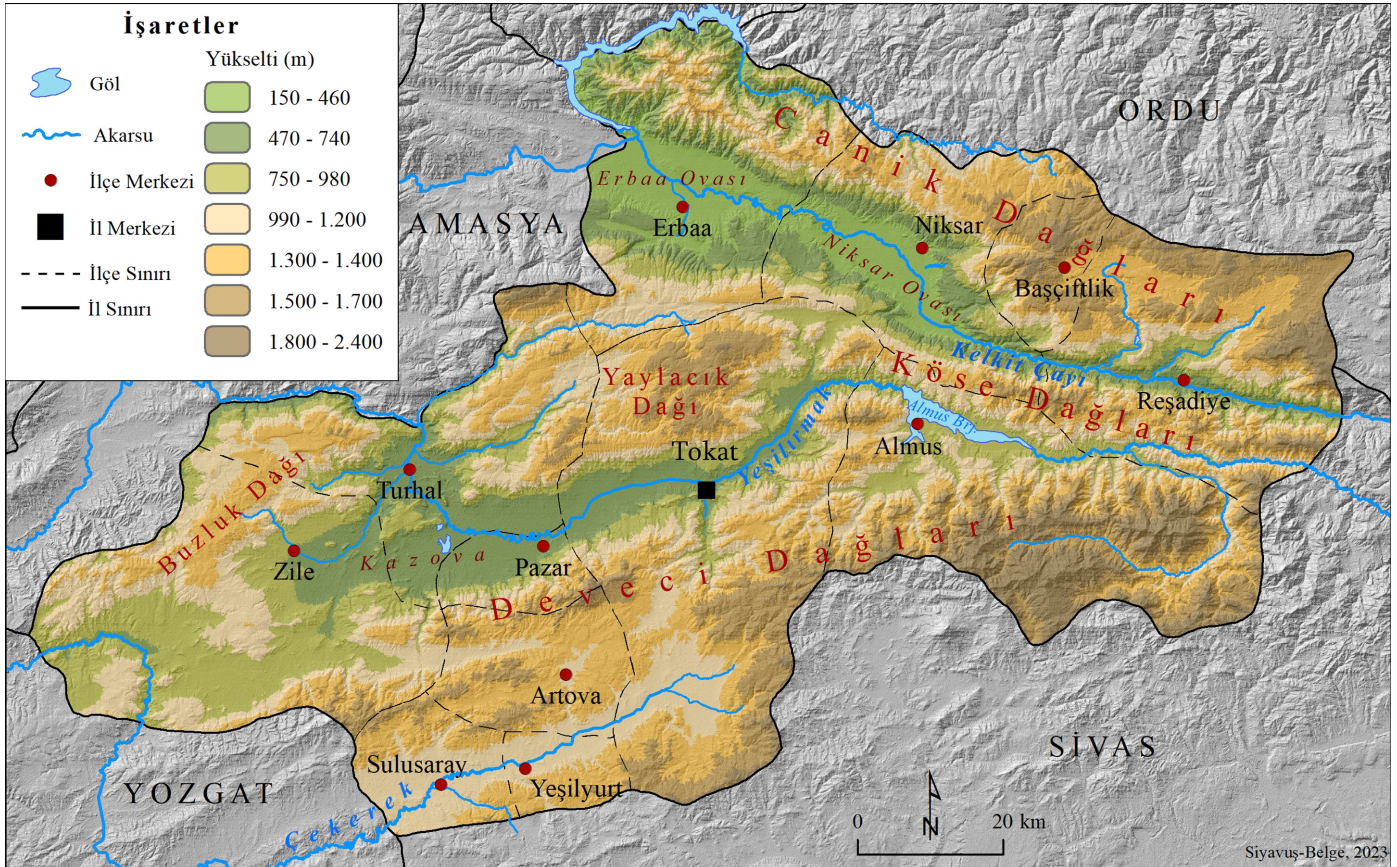 İşaretler
Yükselti (m)
Göl
Akarsu
İlçe Merkezi
İl Merkezi
İlçe Sınırı
İl Sınırı
150 - 460
470 - 740
750 - 980
990 - 1.200
1.300 - 1.400
1.500 - 1.700
1.800 - 2.400
ORDU
AMASYA
Canik Dağları
Erbaa Ovası
Erbaa
Niksar
Niksar Ovası
Başçiftlik
Kelkit Çayı
Köse Dağları
Reşadiye
Yaylacık
Dağı
Almus Brj.
Almus
Tokat
Yeşilırmak
Turhal
Buzluk Dağı
Zile
Kazova
Pazar
Deveci Dağları
Artova
Sulusaray
Yeşilyurt
Çekerek
YOZGAT
SİVAS
N
0 20 km
Siyavuş-Belge, 2023